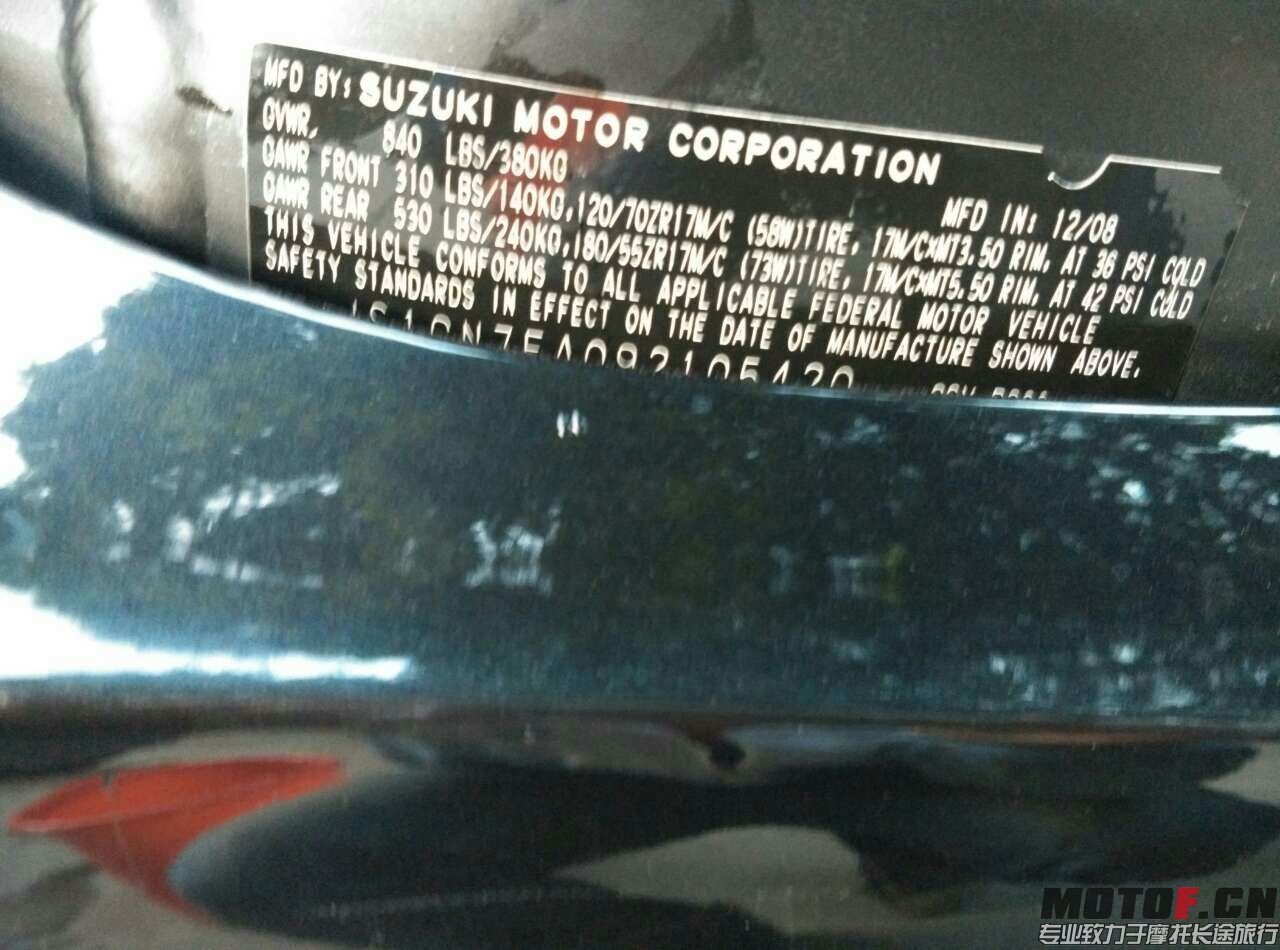 MFD BY: SUZUKI MOTOR CORPORATION
MFD IN: 12/08
GVWR, 840 LBS/380KG
GAWR FRONT 310 LBS/140KG,120/70ZR17M/C (58W)TIRE, 17M/C×MT3.50 RIM, AT 36 PSI COLD
GAWR REAR 530 LBS/240KG,180/55ZR17M/C (73W)TIRE, 17M/C×MT5.50 RIM, AT 42 PSI COLD
THIS VEHICLE CONFORMS TO ALL APPLICABLE FEDERAL MOTOR VEHICLE
SAFETY STANDARDS IN EFFECT ON THE DATE OF MANUFACTURE SHOWN ABOVE.
MOTOF.CN
专业致力于摩托长途旅行